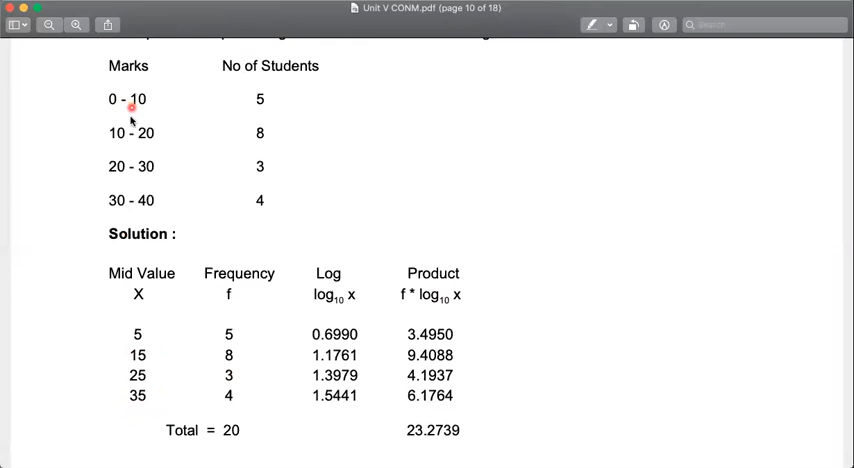 Unit V CONM.pdf (page 10 of 18)
Search
Marks No of Students
0 - 10 5
10 - 20 8
20 - 30 3
30 - 40 4
Solution :
Mid Value Frequency Log Product
X f log10 x f * log10 x
5 5 0.6990 3.4950
15 8 1.1761 9.4088
25 3 1.3979 4.1937
35 4 1.5441 6.1764
Total = 20 23.2739